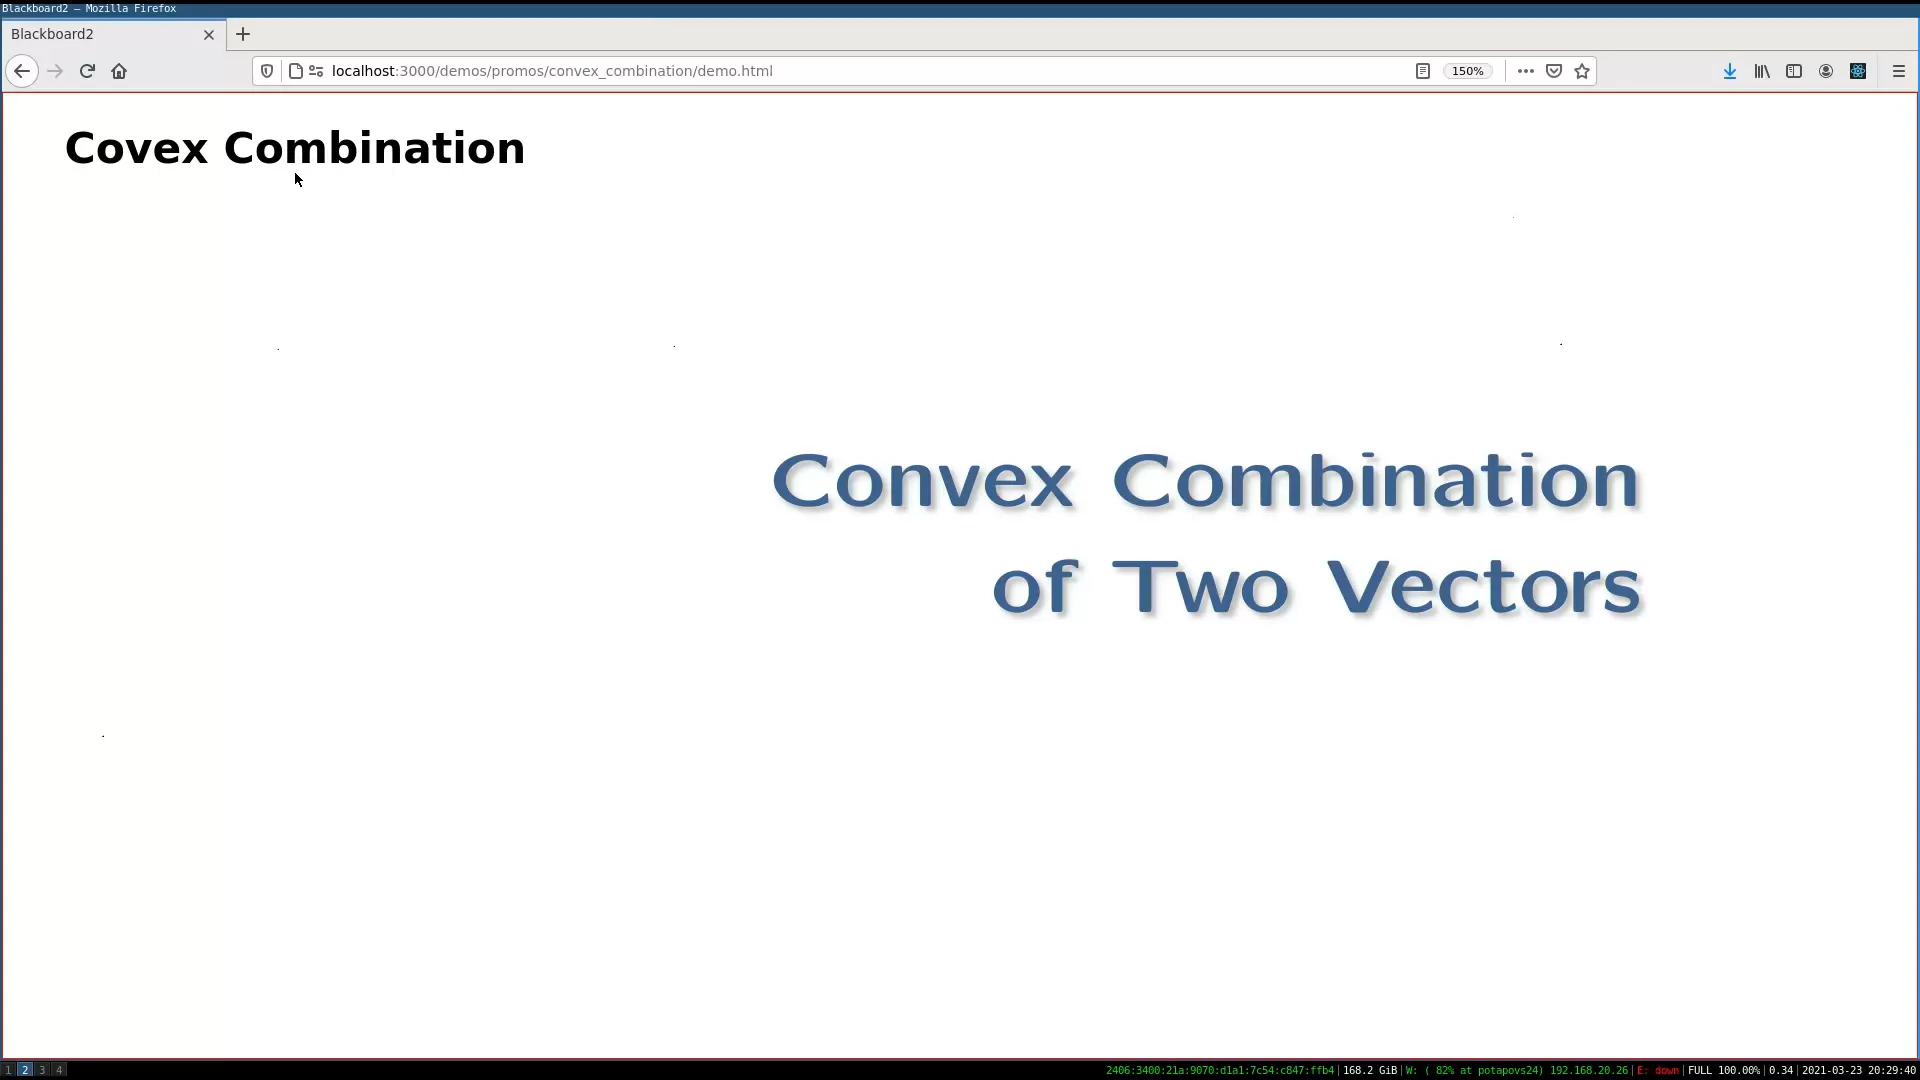 Blackboard2 — Mozilla Firefox
Blackboard2
localhost:3000/demos/promos/convex_combination/demo.html
150%
Covex Combination
Convex Combination
of Two Vectors
1 2 3 4
2406:3400:21a:9070:d1a1:7c54:c847:ffb4|168.2 GiB|W: ( 82% at potapovs24) 192.168.20.26|E: down|FULL 100.00%|0.34|2021-03-23 20:29:40